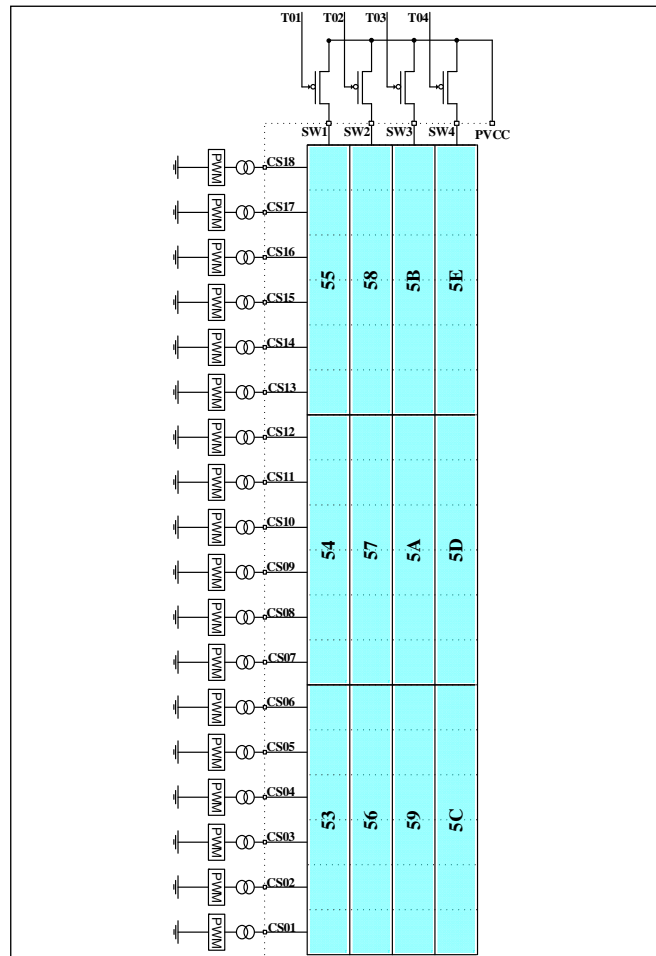 T01 T02 T03 T04
SW1 SW2 SW3 SW4 PVCC
PWM CS18
PWM CS17
PWM CS16
55 58 5B 5E
PWM CS15
PWM CS14
PWM CS13
PWM CS12
PWM CS11
PWM CS10
54 57 5A 5D
PWM CS09
PWM CS08
PWM CS07
PWM CS06
PWM CS05
PWM CS04
53 56 59 5C
PWM CS03
PWM CS02
PWM CS01